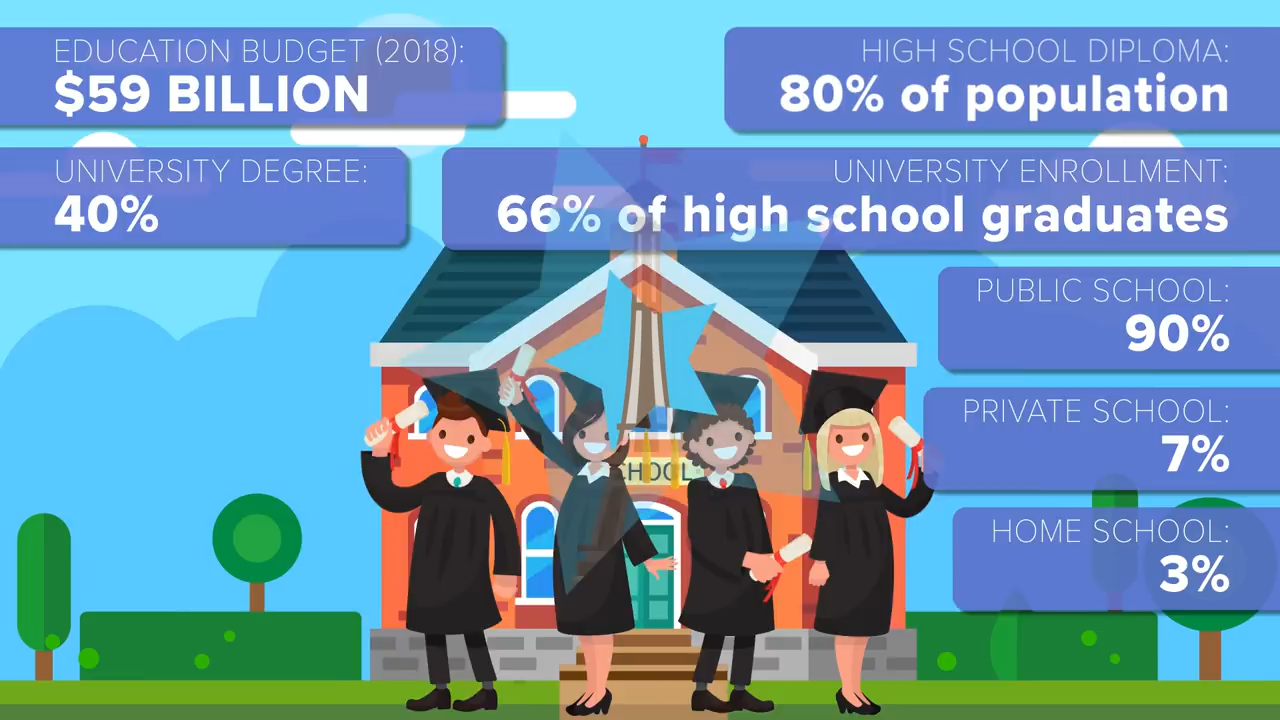 EDUCATION BUDGET (2018):
$59 BILLION
HIGH SCHOOL DIPLOMA:
80% of population
UNIVERSITY DEGREE:
40%
UNIVERSITY ENROLLMENT:
66% of high school graduates
PUBLIC SCHOOL:
90%
PRIVATE SCHOOL:
7%
HOME SCHOOL:
3%
CHOOL